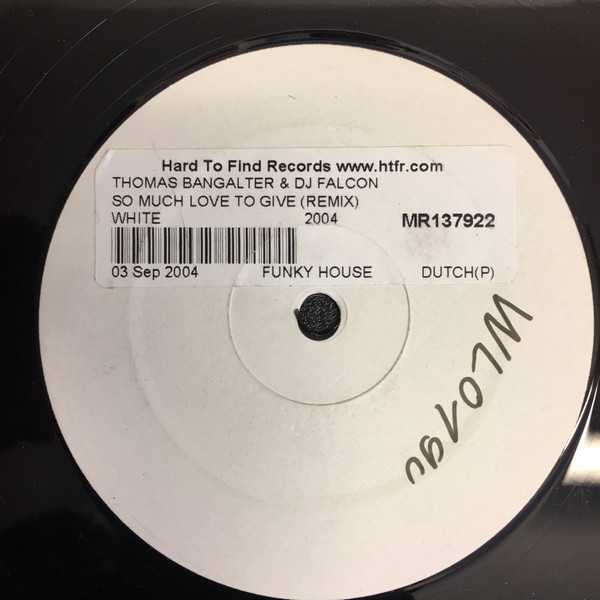 Hard To Find Records www.htfr.com
THOMAS BANGALTER & DJ FALCON
SO MUCH LOVE TO GIVE (REMIX)
WHITE 2004 MR137922
03 Sep 2004 FUNKY HOUSE DUTCH(P)